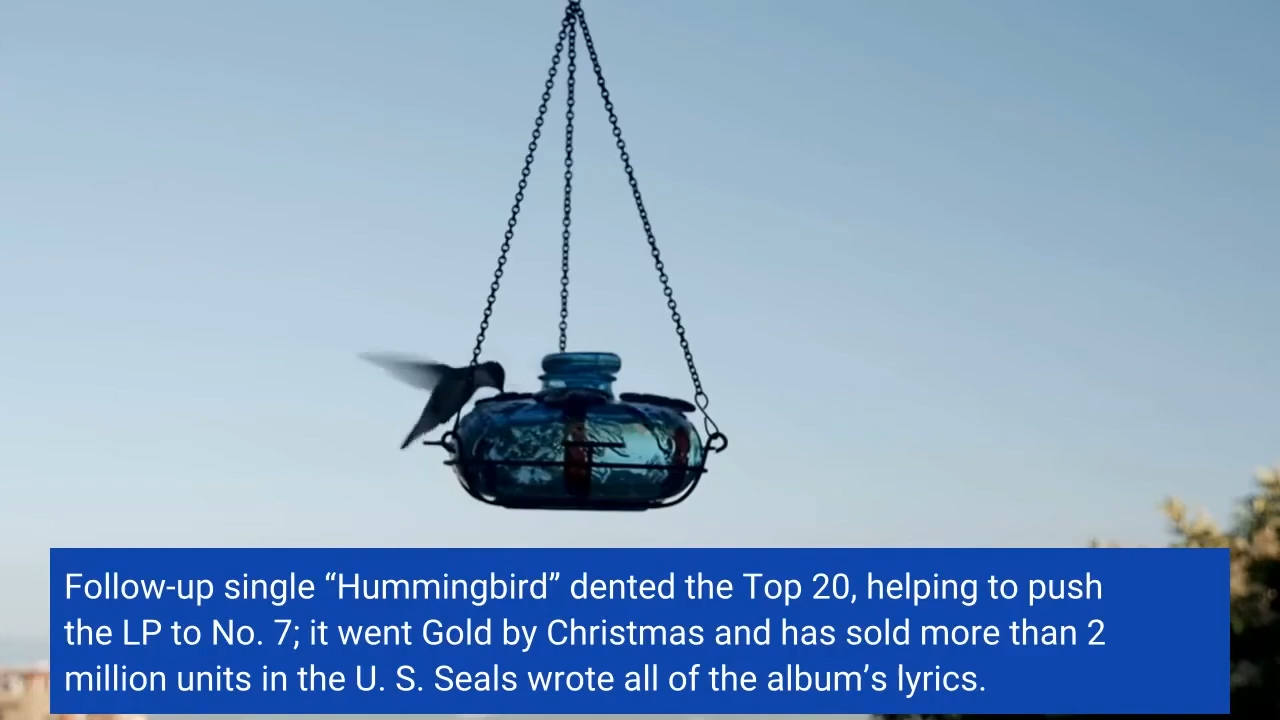 Follow-up single “Hummingbird” dented the Top 20, helping to push
the LP to No. 7; it went Gold by Christmas and has sold more than 2
million units in the U. S. Seals wrote all of the album’s lyrics.